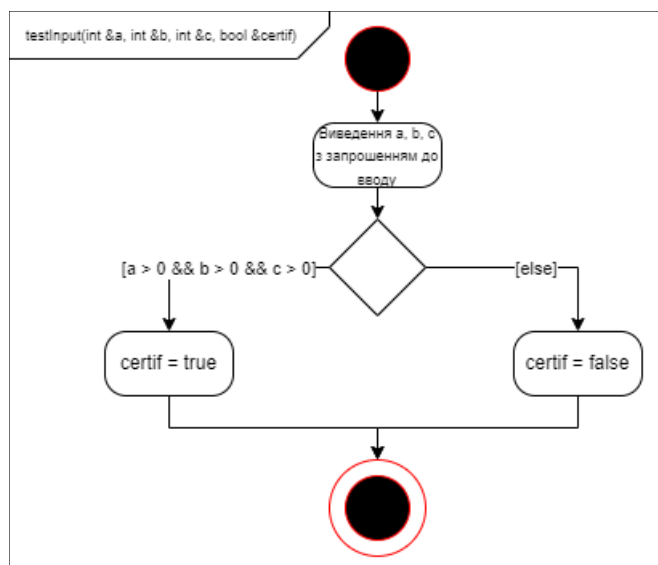 testInput(int &a, int &b, int &c, bool &certif)
Виведення a, b, c
з запрошенням до
вводу
[a > 0 && b > 0 && c > 0]
[else]
certif = true
certif = false